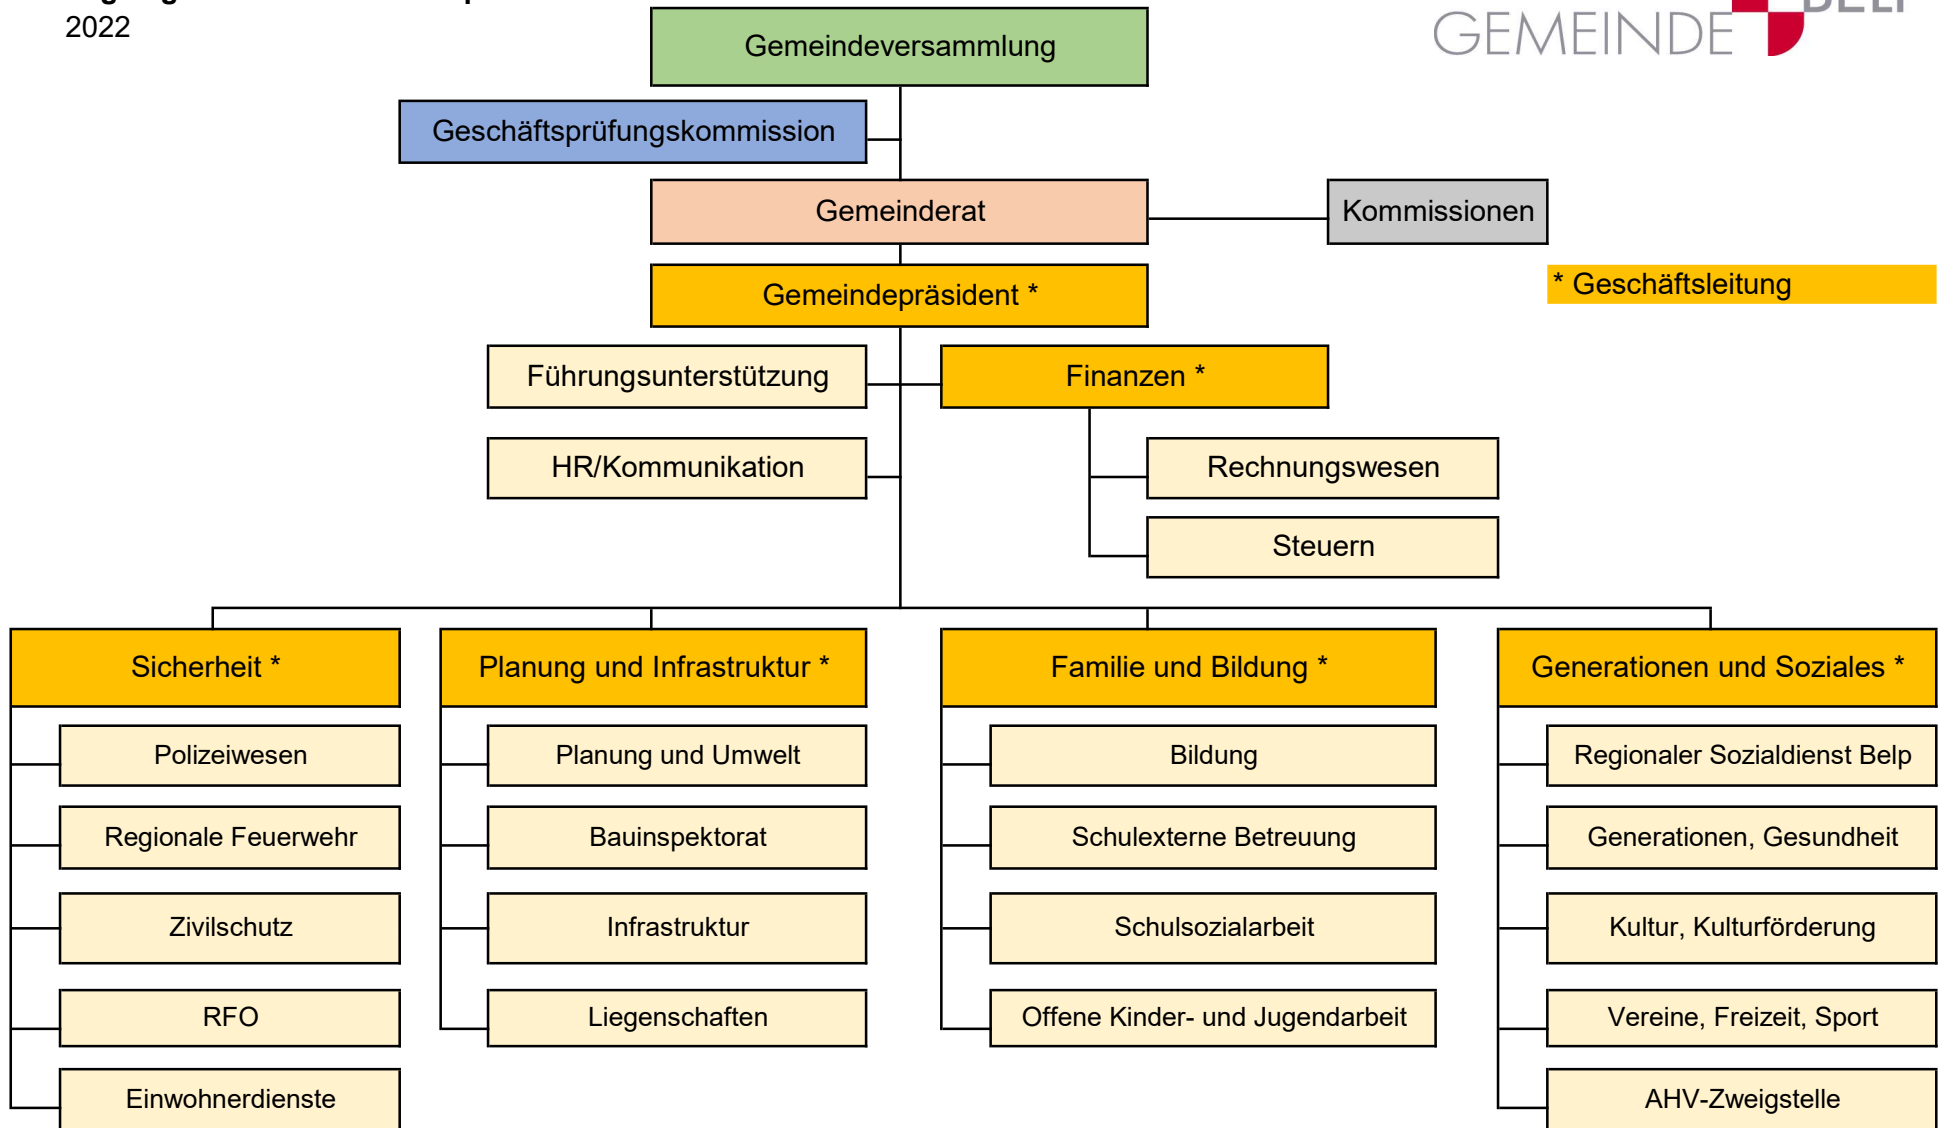 2022
GEMEINDE
Gemeindeversammlung
Geschäftsprüfungskommission
Gemeinderat
Kommissionen
Gemeindepräsident *
* Geschäftsleitung
Führungsunterstützung
Finanzen *
HR/Kommunikation
Rechnungswesen
Steuern
Sicherheit *
Planung und Infrastruktur *
Familie und Bildung *
Generationen und Soziales *
Polizeiwesen
Planung und Umwelt
Bildung
Regionaler Sozialdienst Belp
Regionale Feuerwehr
Bauinspektorat
Schulexterne Betreuung
Generationen, Gesundheit
Zivilschutz
Infrastruktur
Schulsozialarbeit
Kultur, Kulturförderung
RFO
Liegenschaften
Offene Kinder- und Jugendarbeit
Vereine, Freizeit, Sport
Einwohnerdienste
AHV-Zweigstelle